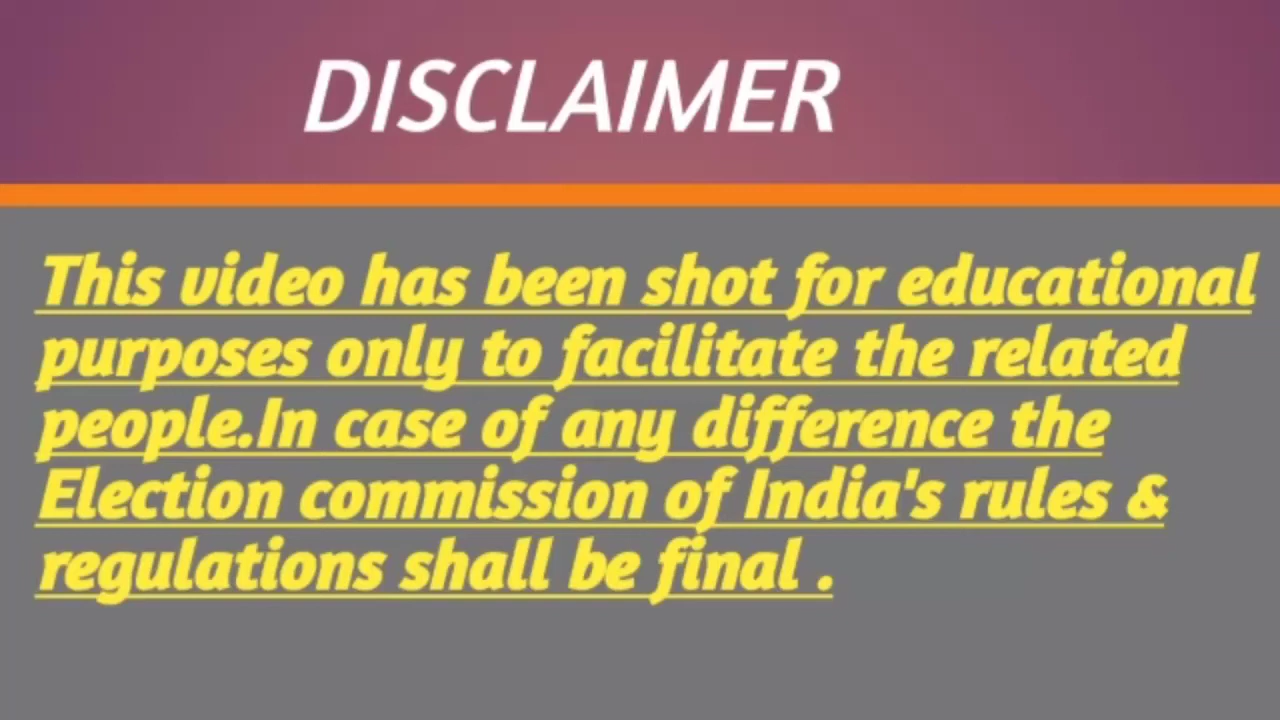 DISCLAIMER
This video has been shot for educational
purposes only to facilitate the related
people.In case of any difference the
Election commission of India's rules &
regulations shall be final .